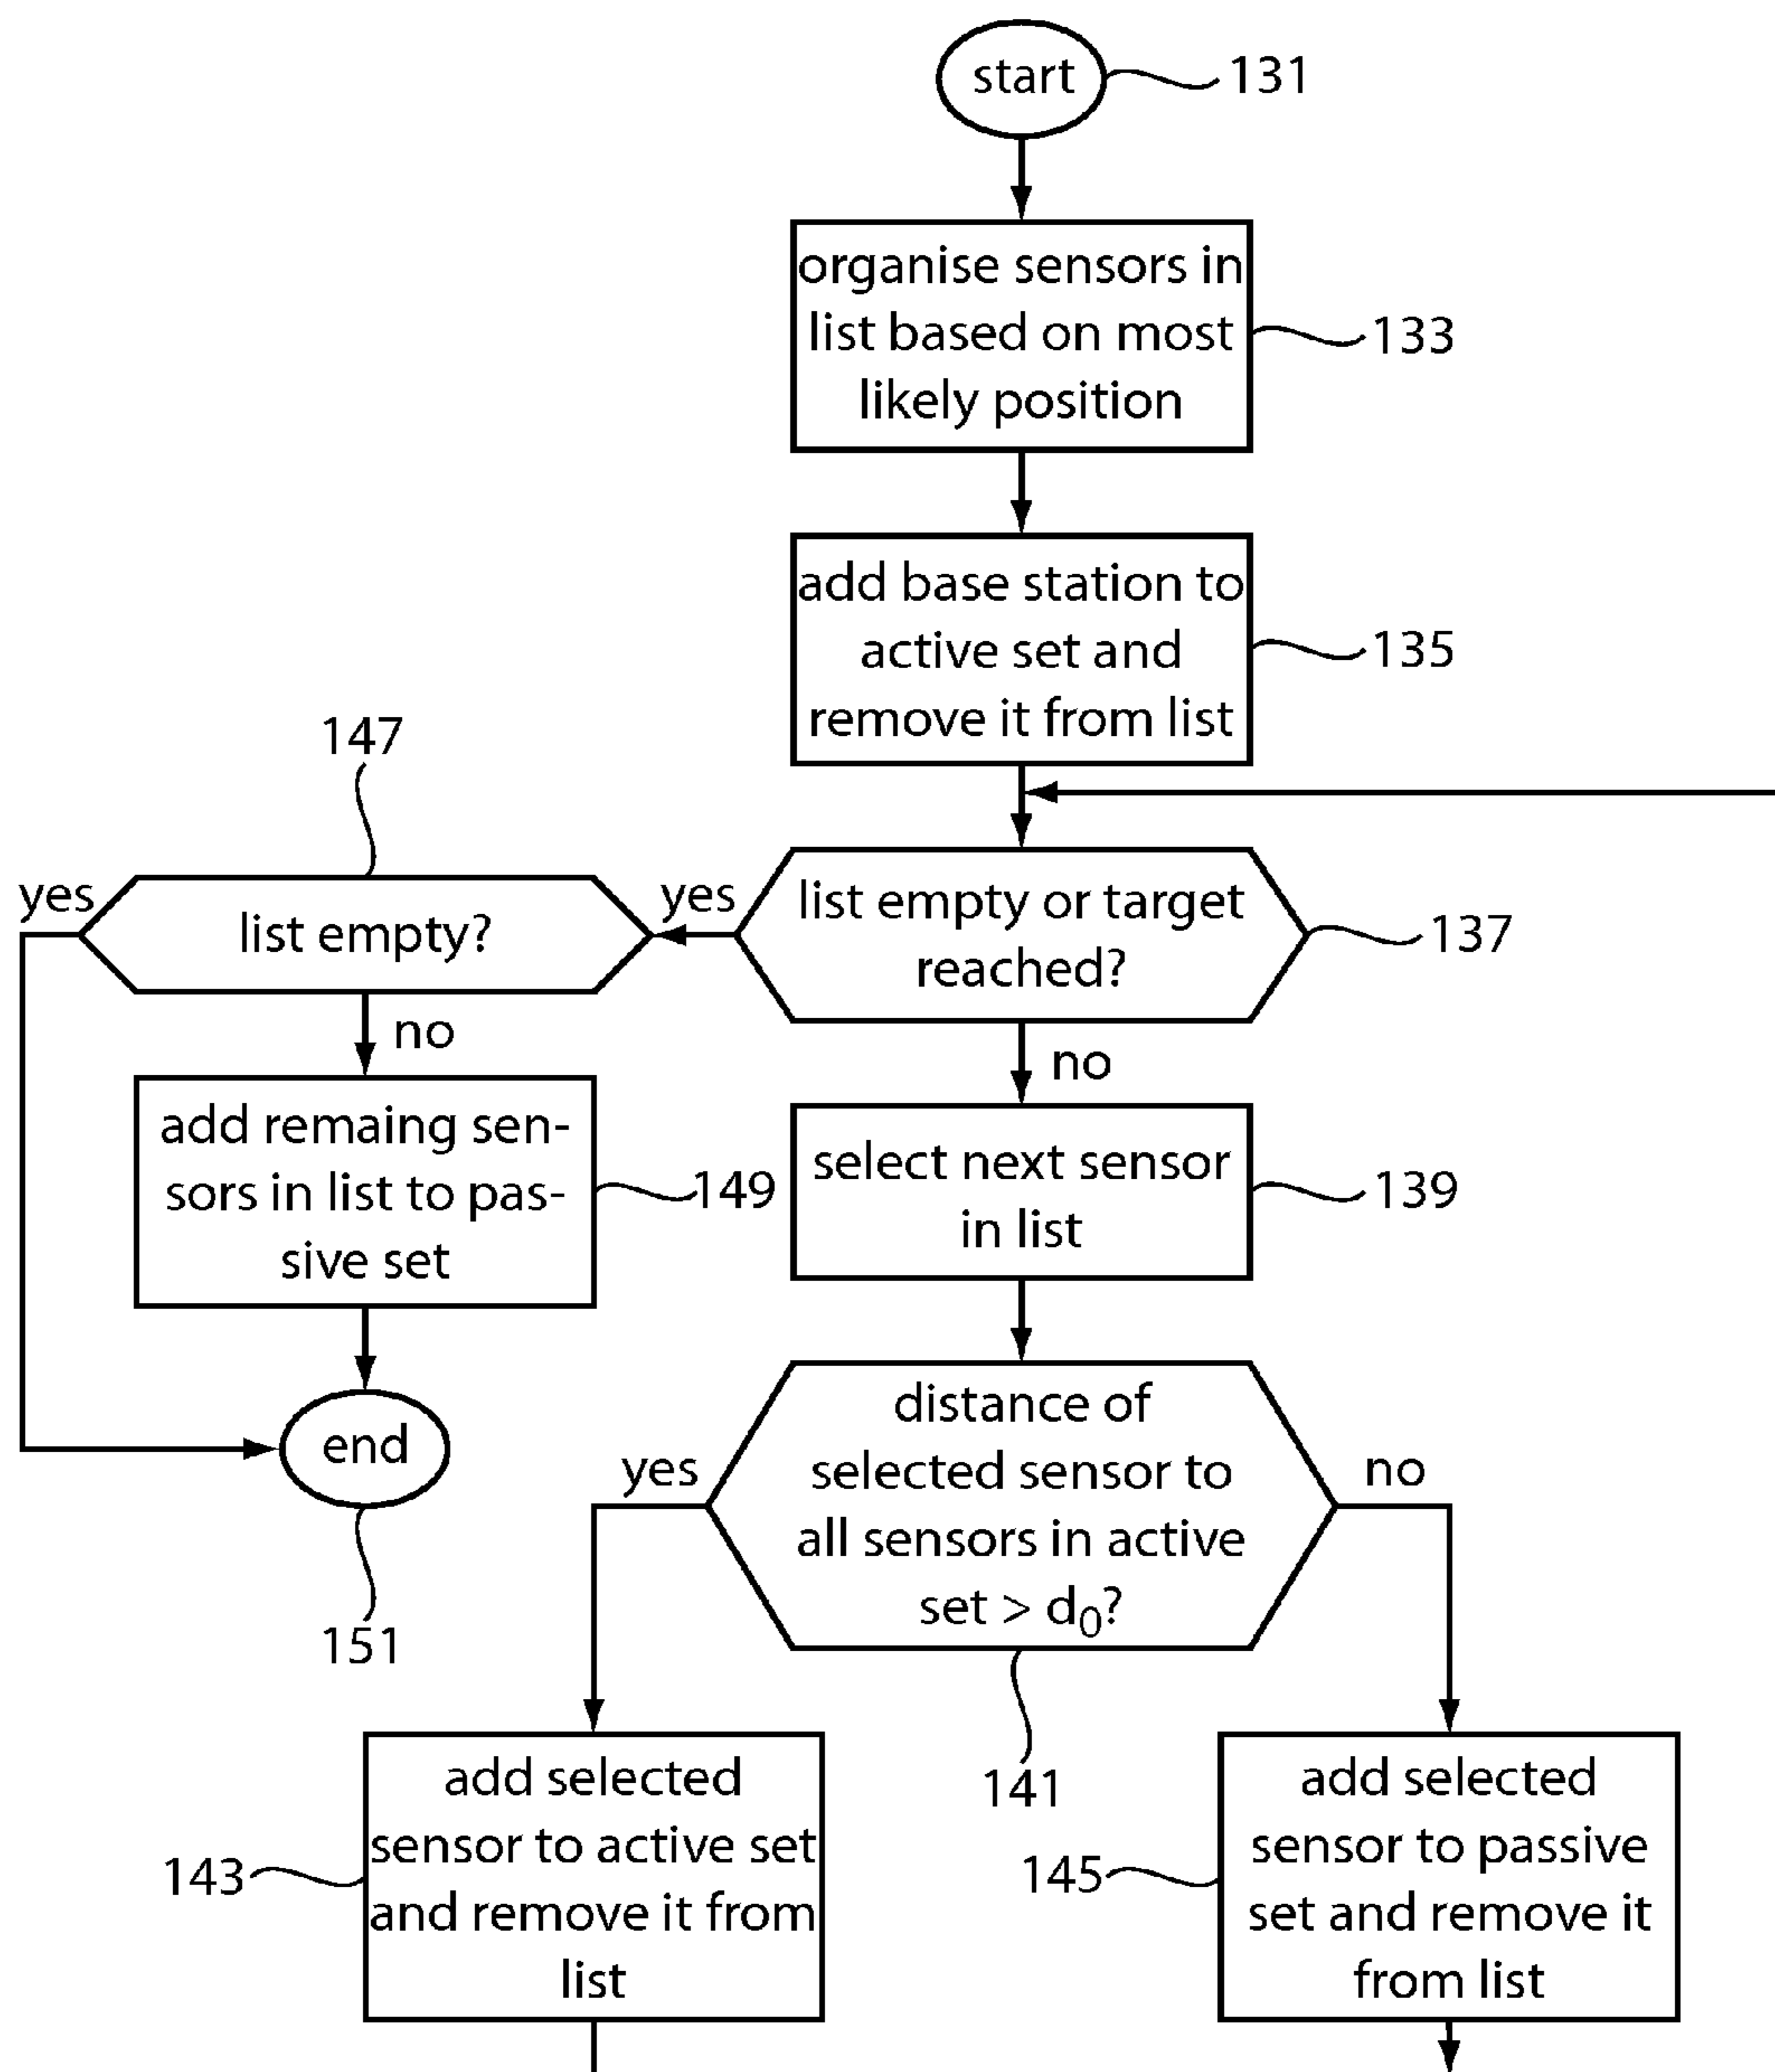 start
131
organise sensors in
list based on most
likely position
133
add base station to
active set and
remove it from list
135
147
yes
list empty?
yes
list empty or target
reached?
137
no
no
add remaing sen-
sors in list to pas-
sive set
149
select next sensor
in list
139
end
151
yes
distance of
selected sensor to
all sensors in active
set > d₀?
no
141
143
add selected
sensor to active set
and remove it from
list
145
add selected
sensor to passive
set and remove it
from list